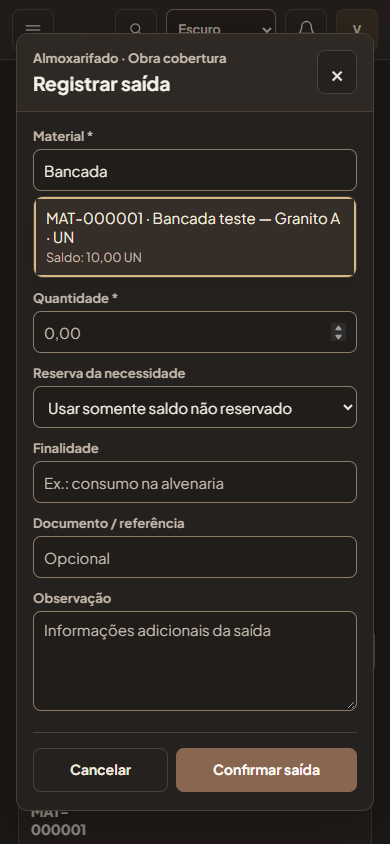 Escuro
V
Almoxarifado · Obra cobertura
Registrar saída
×
Material *
Bancada
MAT-000001 · Bancada teste — Granito A
· UN
Saldo: 10,00 UN
Quantidade *
0,00
Reserva da necessidade
Usar somente saldo não reservado
Finalidade
Ex.: consumo na alvenaria
Documento / referência
Opcional
Observação
Informações adicionais da saída
Cancelar
Confirmar saída
MAT-
000001